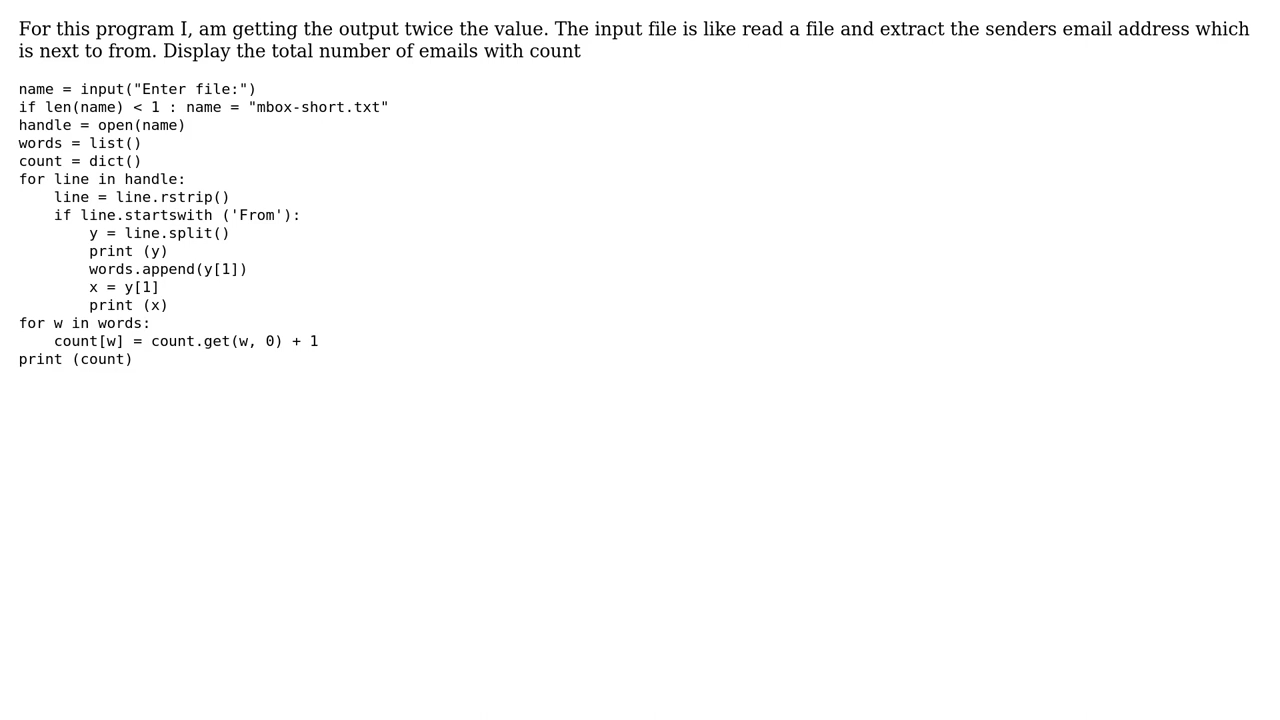 For this program I, am getting the output twice the value. The input file is like read a file and extract the senders email address which
is next to from. Display the total number of emails with count
name = input("Enter file:")
if len(name) < 1 : name = "mbox-short.txt"
handle = open(name)
words = list()
count = dict()
for line in handle:
    line = line.rstrip()
    if line.startswith ('From'):
        y = line.split()
        print (y)
        words.append(y[1])
        x = y[1]
        print (x)
for w in words:
    count[w] = count.get(w, 0) + 1
print (count)